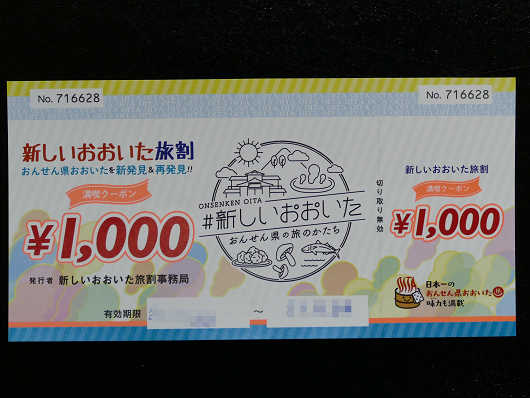 No. 716628
No. 716628
新しいおおいた旅割
おんせん県おおいたを新発見&再発見!!
満喫クーポン
¥1,000
発行者 新しいおおいた旅割事務局
有効期限
～
ONSENKEN OITA
#新しいおおいた
おんせん県の旅のかたち
切り取り無効
新しいおおいた旅割
満喫クーポン
¥1,000
日本一の
おんせん県おおいた♨
味力も満載